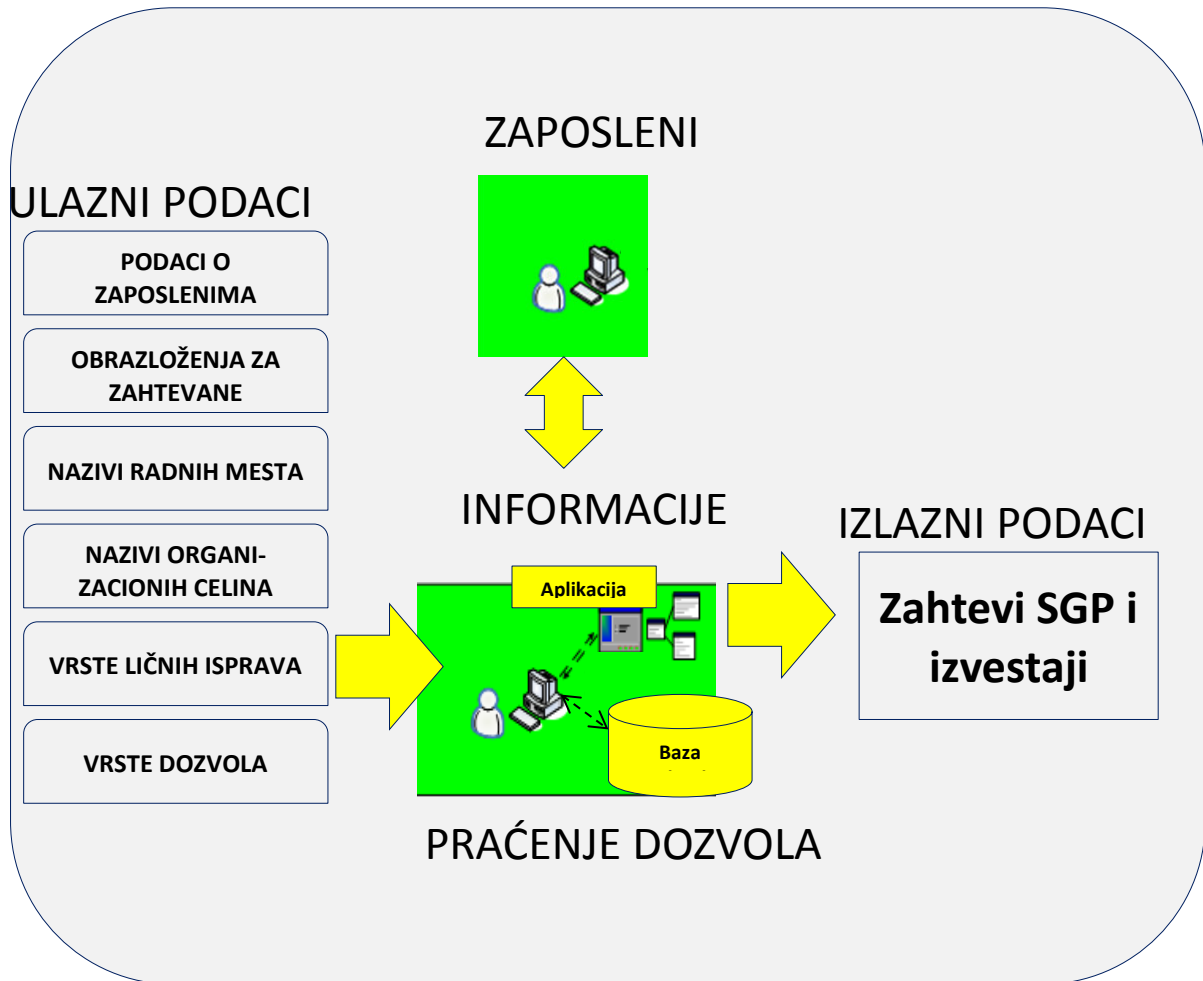 ZAPOSLENI
ULAZNI PODACI
PODACI O
ZAPOSLENIMA
OBRAZLOŽENJA ZA
ZAHTEVANE
NAZIVI RADNIH MESTA
NAZIVI ORGANI-
ZACIONIH CELINA
VRSTE LIČNIH ISPRAVA
VRSTE DOZVOLA
INFORMACIJE
Aplikacija
Baza
PRAĆENJE DOZVOLA
IZLAZNI PODACI
Zahtevi SGP i
izvestaji